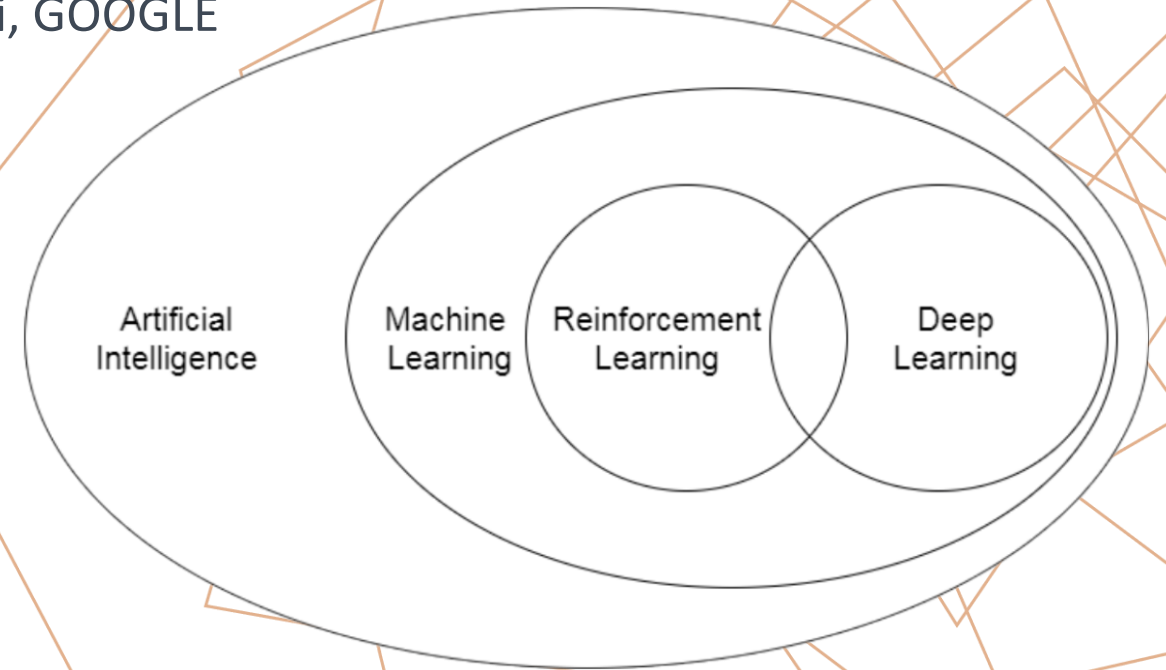 i, GOOGLE
Artificial
Intelligence
Machine
Learning
Reinforcement
Learning
Deep
Learning